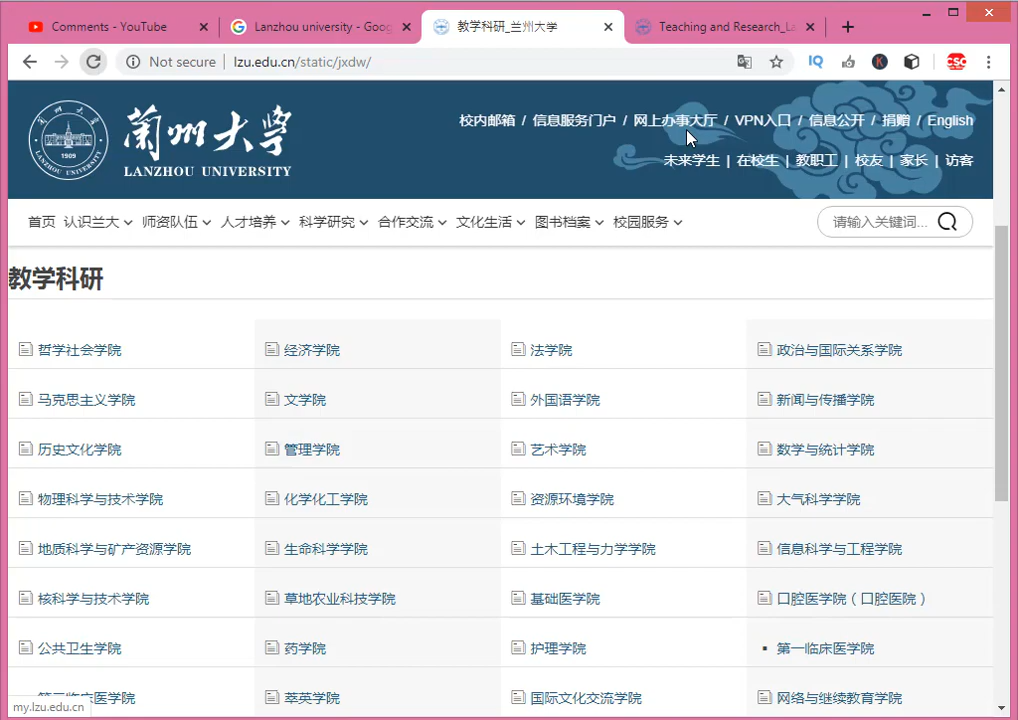 Comments - YouTube
Lanzhou university - Goog
教学科研_兰州大学
Teaching and Research_La
Not secure
lzu.edu.cn/static/jxdw/
IQ
K
CSC
兰州大学
LANZHOU UNIVERSITY
1909
校内邮箱 / 信息服务门户 / 网上办事大厅 / VPN入口 / 信息公开 / 捐赠 / English
未来学生 | 在校生 | 教职工 | 校友 | 家长 | 访客
首页 认识兰大 师资队伍 人才培养 科学研究 合作交流 文化生活 图书档案 校园服务
请输入关键词...
教学科研
哲学社会学院 经济学院 法学院 政治与国际关系学院
马克思主义学院 文学院 外国语学院 新闻与传播学院
历史文化学院 管理学院 艺术学院 数学与统计学院
物理科学与技术学院 化学化工学院 资源环境学院 大气科学学院
地质科学与矿产资源学院 生命科学学院 土木工程与力学学院 信息科学与工程学院
核科学与技术学院 草地农业科技学院 基础医学院 口腔医学院（口腔医院）
公共卫生学院 药学院 护理学院 第一临床医学院
第二临床医学院 萃英学院 国际文化交流学院 网络与继续教育学院
my.lzu.edu.cn